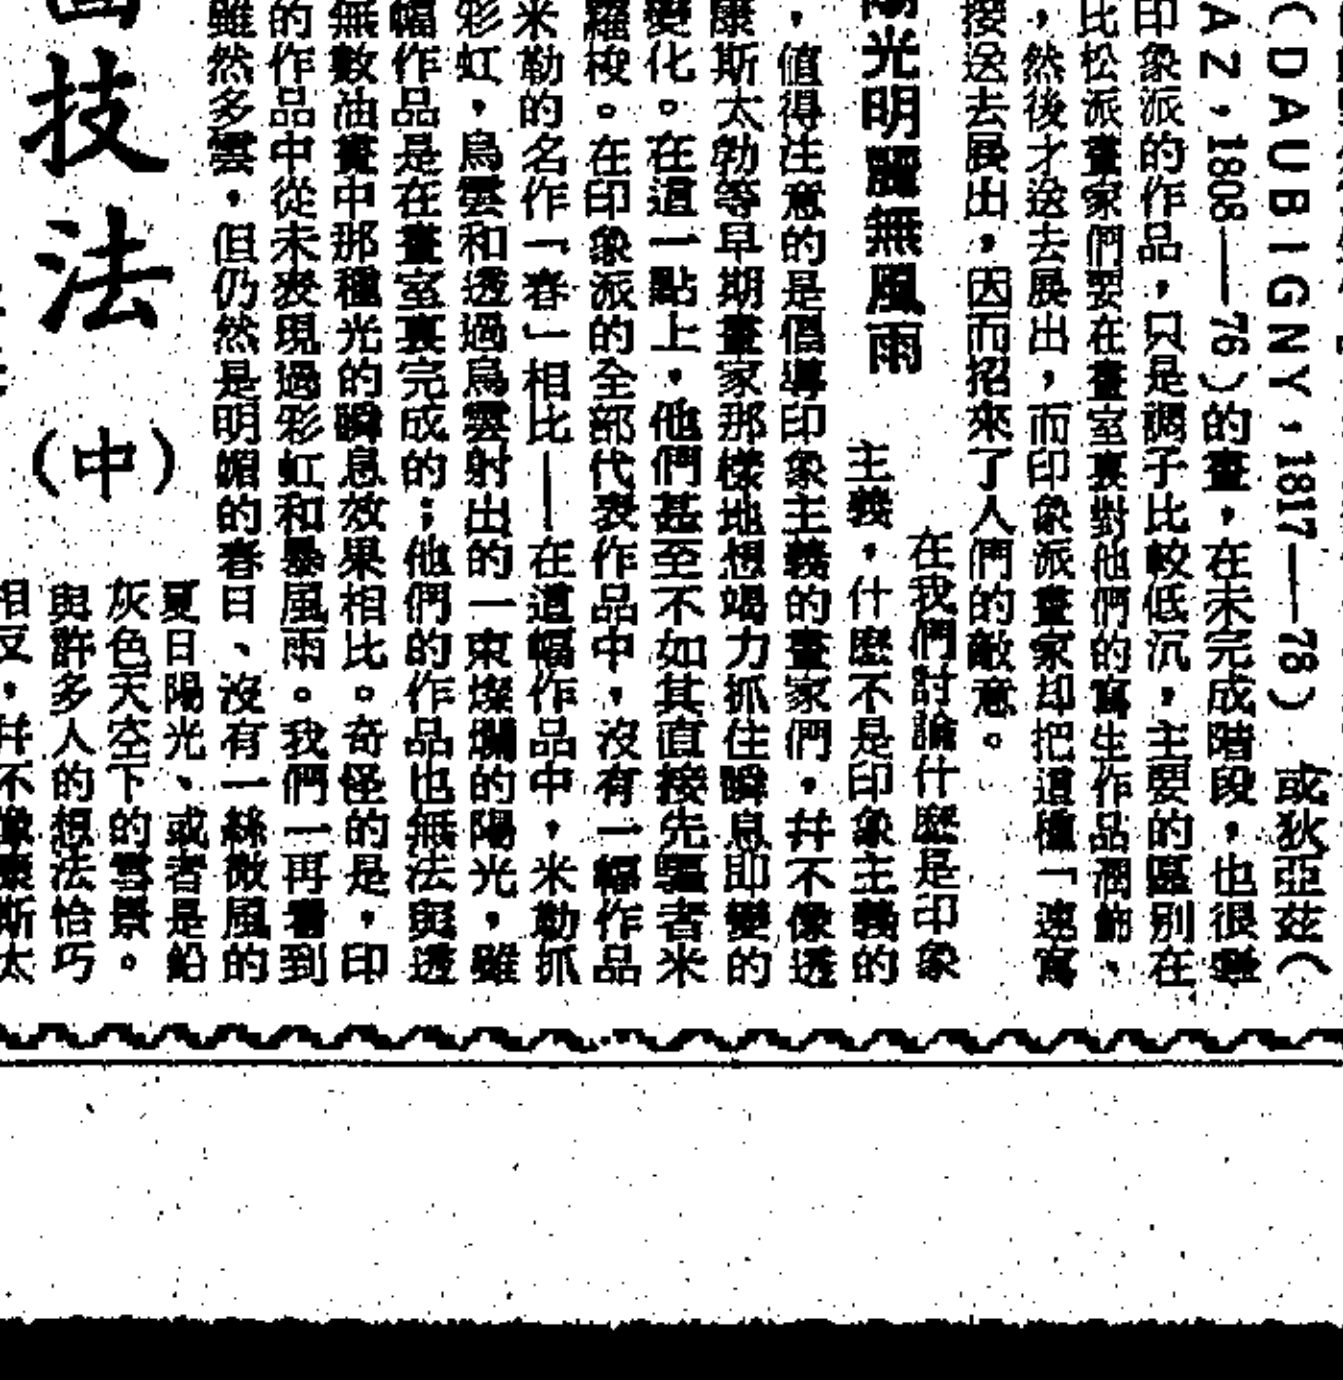 (DAUBIGNY，1817——78) 或狄亞茲(
AZ，1808——76)的畫，在未完成階段，也很
印象派的作品，只是調子比較低沉，主要的區別在
比松派畫家們要在畫室裏對他們的寫生作品潤飾、
，然後才送去展出，而印象派畫家却把這種「速寫
接送去展出，因而招來了人們的敵意。
陽光明麗無風雨
在我們討論什麼是印象
主義，什麼不是印象主義的
，值得注意的是倡導印象主義的畫家們，幷不像透
康斯太勃等早期畫家那樣地想竭力抓住瞬息即變的
變化。在這一點上，他們甚至不如其直接先驅者米
羅梭。在印象派的全部代表作品中，沒有一幅作品
米勒的名作「春」相比——在這幅作品中，米勒抓
彩虹，烏雲和透過烏雲射出的一束燦爛的陽光，雖
幅作品是在畫室裏完成的；他們的作品也無法與透
無數油畫中那種光的瞬息效果相比。奇怪的是，印
的作品中從未表現過彩虹和暴風雨。我們一再看到
雖然多雲，但仍然是明媚的春日、沒有一絲微風的
夏日陽光、或者是鉛
灰色天空下的雪景。
與許多人的想法恰巧
相反，幷不像康斯太
畫技法
(中)